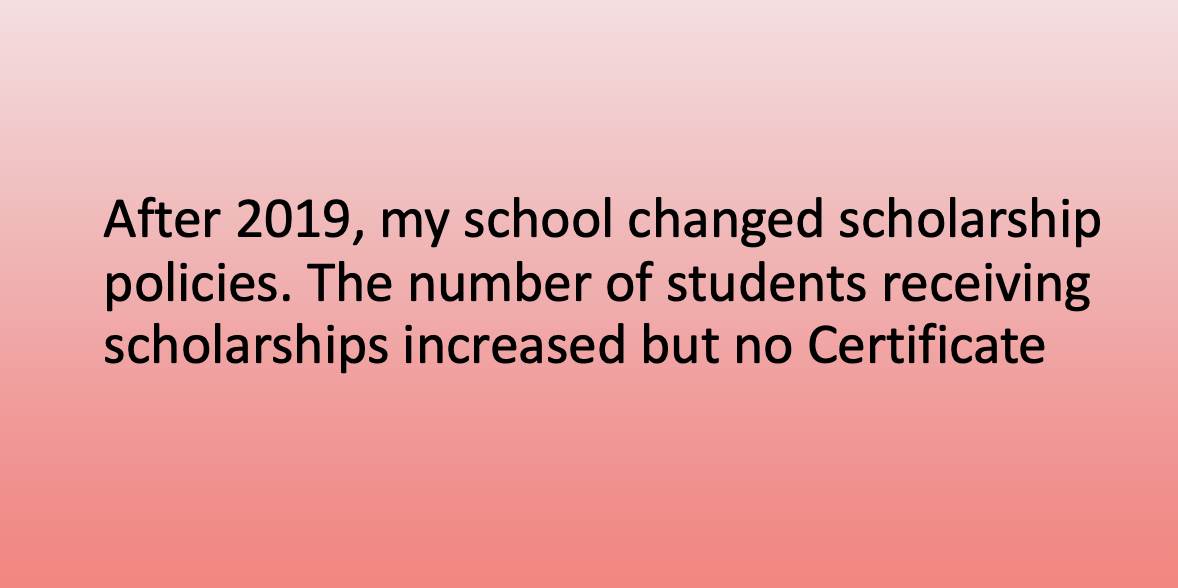 After 2019, my school changed scholarship
policies. The number of students receiving
scholarships increased but no Certificate